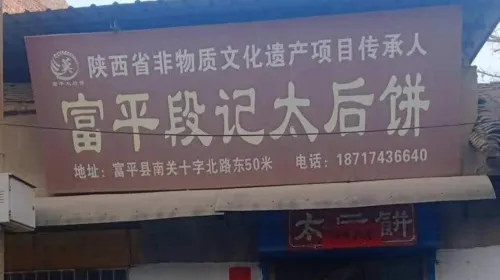 陕西省非物质文化遗产项目传承人
富平段记太后饼
地址：富平县南关十字北路东50米 电话：18717436640
太后餅